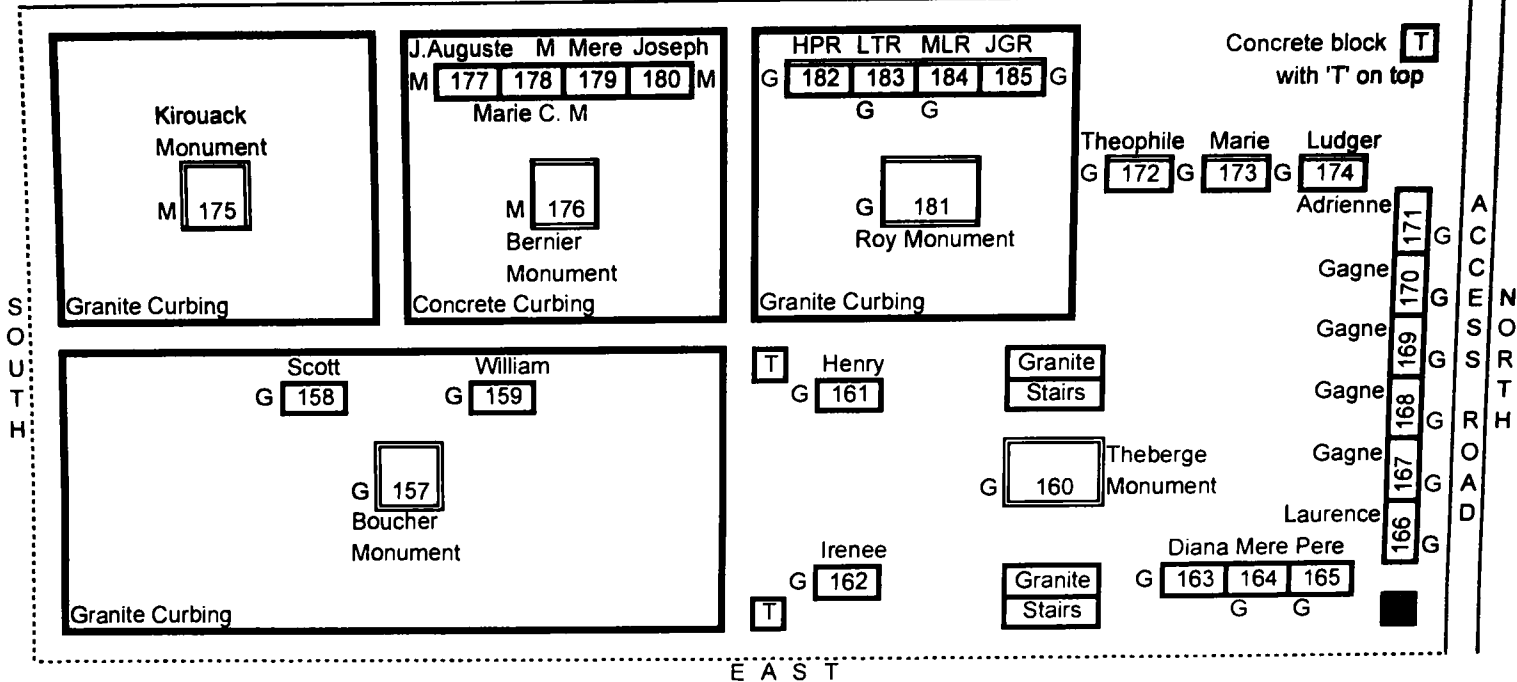 J.Auguste M Mere Joseph
M 177 178 179 180 M
Marie C. M
HPR LTR MLR JGR
G 182 183 184 185 G
G G
Concrete block T
with 'T' on top
Kirouack
Monument
M 175
Granite Curbing
M 176
Bernier
Monument
Concrete Curbing
G 181
Roy Monument
Granite Curbing
Theophile Marie Ludger
G 172 G 173 G 174
Adrienne 171 G
Gagne 170 G
Gagne 169 G
Gagne 168 G
Gagne 167 G
Laurence 166 G
ACCESS ROAD
NORTH
SOUTH
Scott William
G 158 G 159
G 157
Boucher
Monument
Granite Curbing
T Henry
G 161
Granite
Stairs
Theberge
G 160 Monument
Irenee
G 162
T
Granite
Stairs
Diana Mere Pere
G 163 164 165
G G
EAST